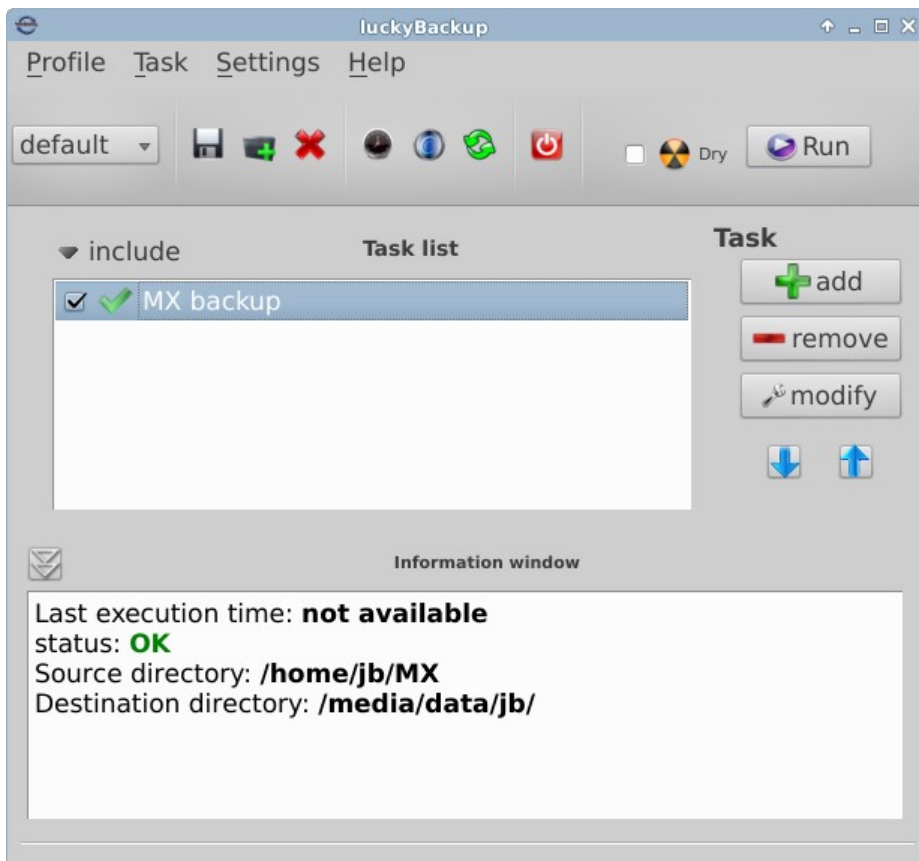 luckyBackup
Profile Task Settings Help
default Dry Run
include Task list Task
MX backup
add
remove
modify
Information window
Last execution time: not available
status: OK
Source directory: /home/jb/MX
Destination directory: /media/data/jb/